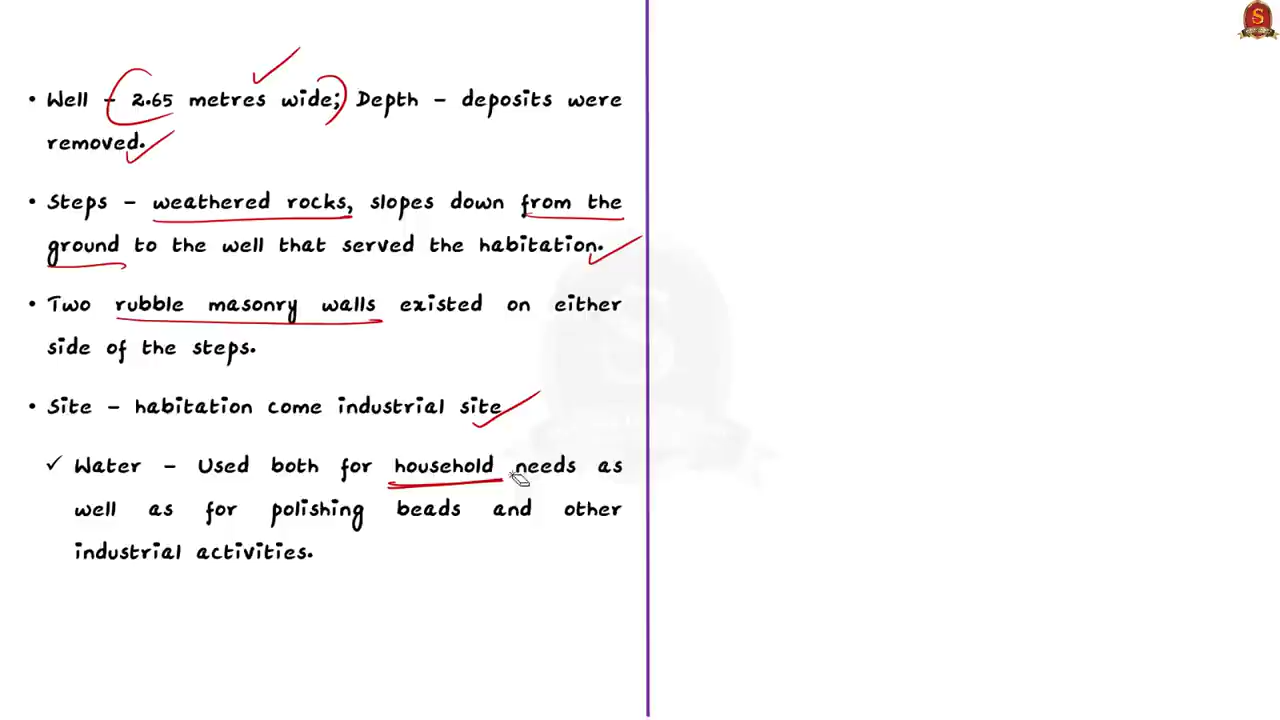 • Well - 2.65 metres wide; Depth - deposits were
removed.
• Steps - weathered rocks, slopes down from the
ground to the well that served the habitation.
• Two rubble masonry walls existed on either
side of the steps.
• Site - habitation come industrial site
✓ Water - Used both for household needs as
well as for polishing beads and other
industrial activities.